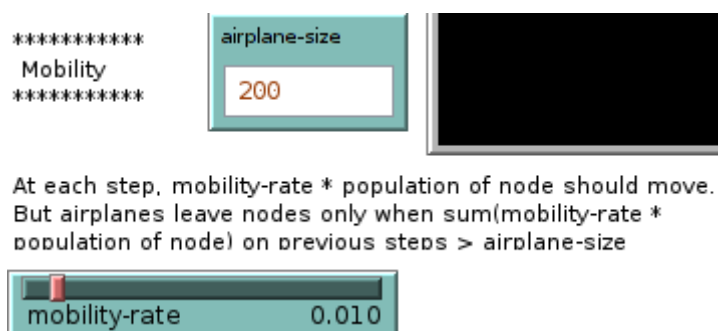 ***********
Mobility
***********
airplane-size
200
At each step, mobility-rate * population of node should move.
But airplanes leave nodes only when sum(mobility-rate *
population of node) on previous steps > airplane-size
mobility-rate 0.010